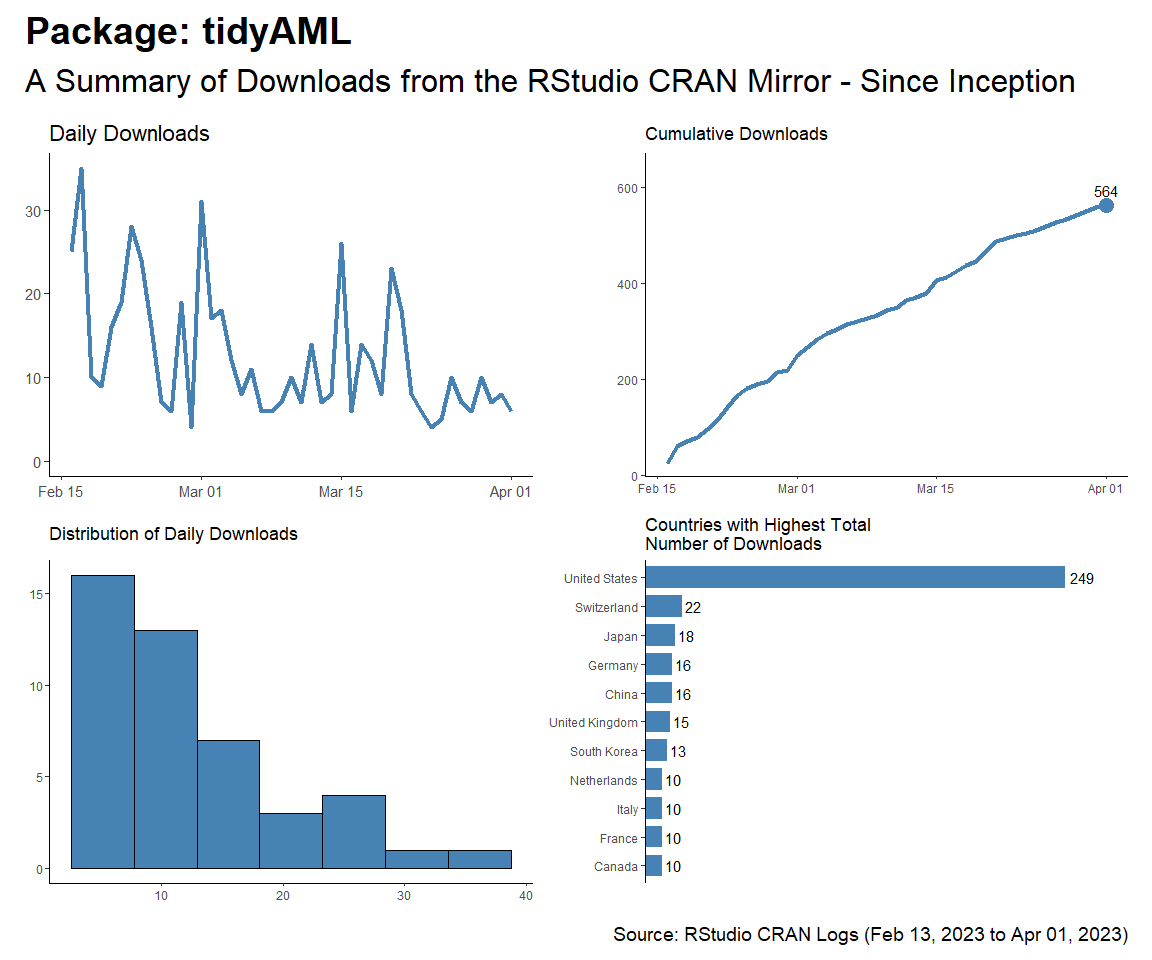 Package: tidyAML
A Summary of Downloads from the RStudio CRAN Mirror - Since Inception
Daily Downloads
30
20
10
0
Feb 15
Mar 01
Mar 15
Apr 01
Cumulative Downloads
600
400
200
0
564
Feb 15
Mar 01
Mar 15
Apr 01
Distribution of Daily Downloads
15
10
5
0
10
20
30
40
Countries with Highest Total
Number of Downloads
United States 249
Switzerland 22
Japan 18
Germany 16
China 16
United Kingdom 15
South Korea 13
Netherlands 10
Italy 10
France 10
Canada 10
Source: RStudio CRAN Logs (Feb 13, 2023 to Apr 01, 2023)